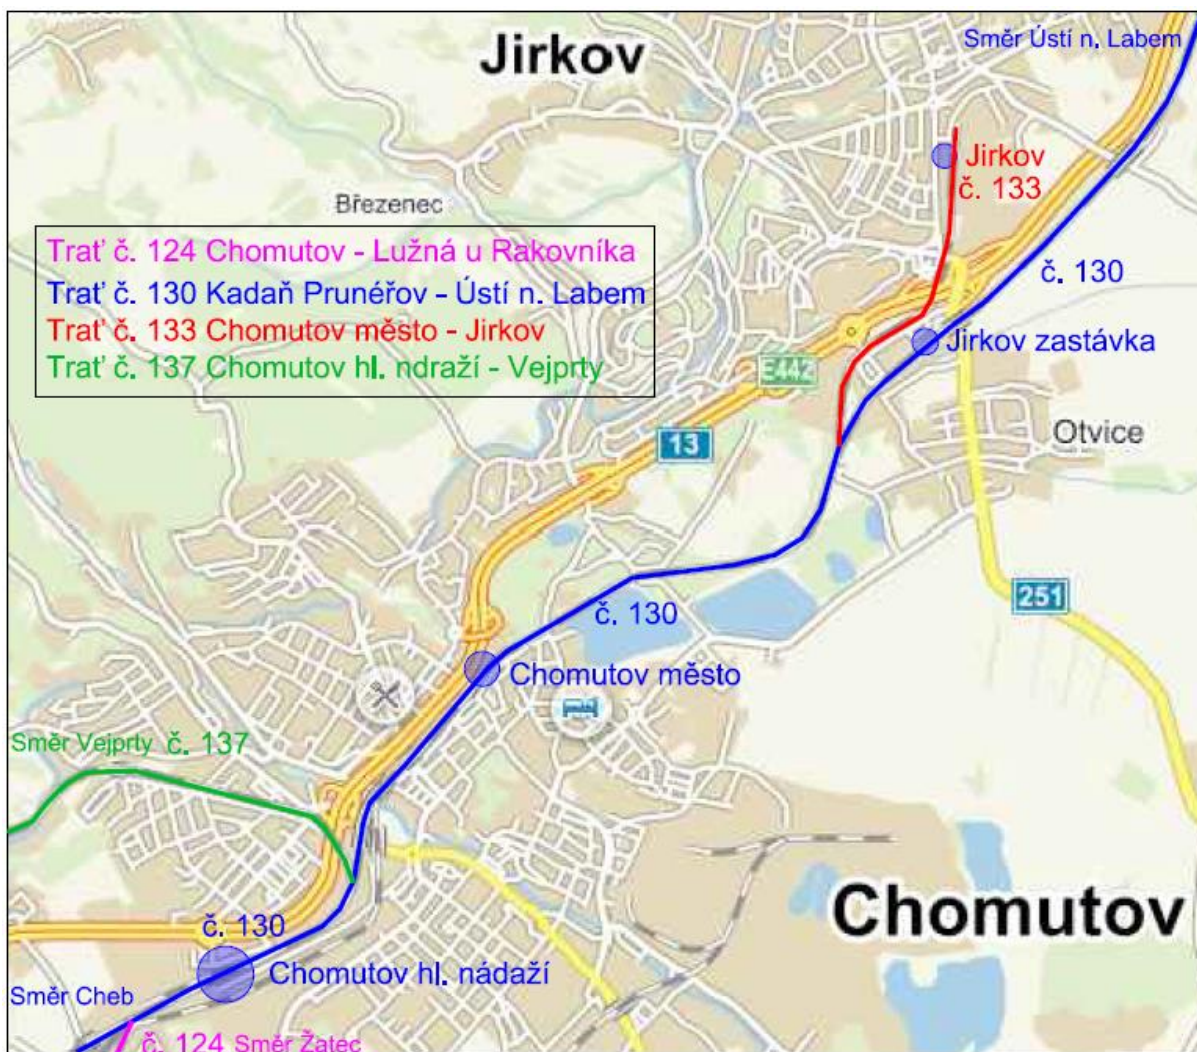 Jirkov
Směr Ústí n. Labem
Jirkov
č. 133
Březenec
Trať č. 124 Chomutov - Lužná u Rakovníka
Trať č. 130 Kadaň Prunéřov - Ústí n. Labem
Trať č. 133 Chomutov město - Jirkov
Trať č. 137 Chomutov hl. ndraží - Vejprty
č. 130
Jirkov zastávka
E442
13
Otvice
251
č. 130
Chomutov město
Směr Vejprty č. 137
Chomutov
č. 130
Chomutov hl. nádaží
Směr Cheb
č. 124 Směr Žatec